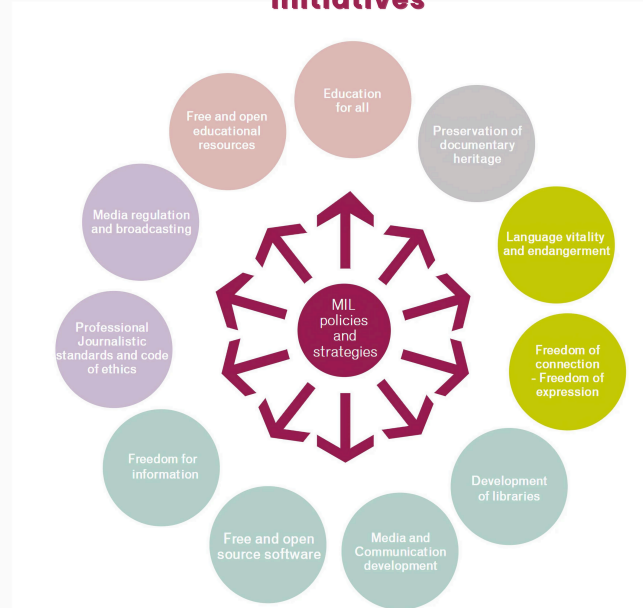 initiatives
Education
for all
Preservation of
documentary
heritage
Language vitality
and endangerment
Freedom of
connection
- Freedom of
expression
Development
of libraries
Media and
Communication
development
Free and open
source software
Freedom for
information
Professional
Journalistic
standards and code
of ethics
Media regulation
and broadcasting
Free and open
educational
resources
MIL
policies
and
strategies